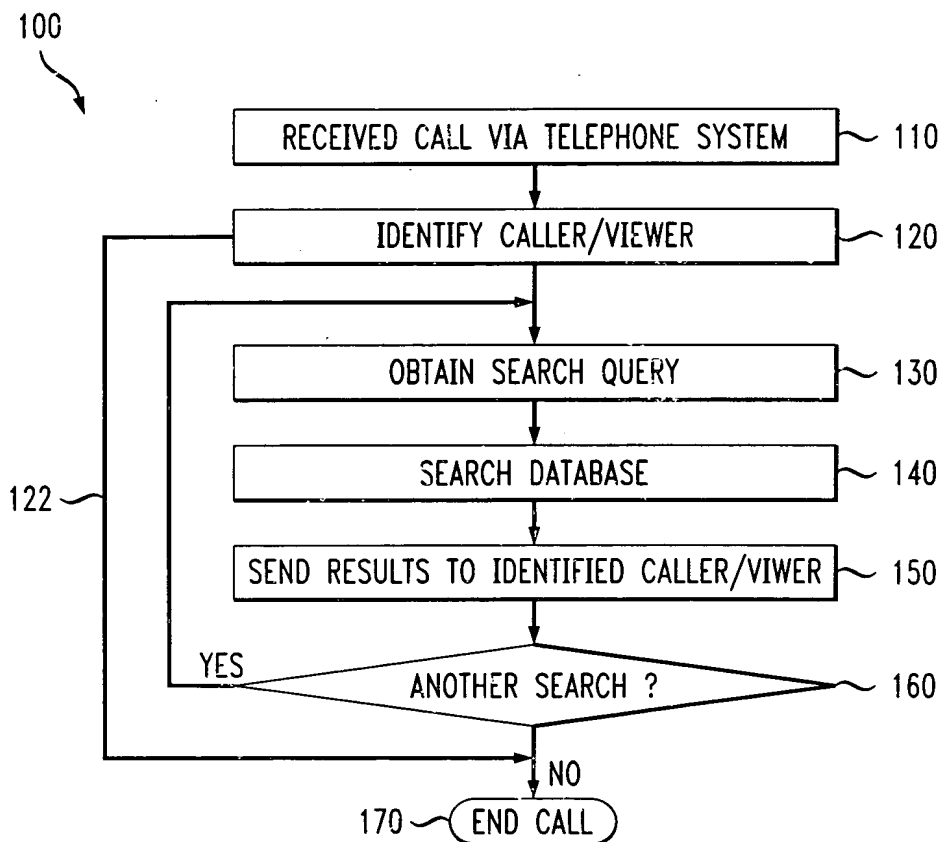 100
RECEIVED CALL VIA TELEPHONE SYSTEM
110
IDENTIFY CALLER/VIEWER
120
OBTAIN SEARCH QUERY
130
SEARCH DATABASE
140
122
SEND RESULTS TO IDENTIFIED CALLER/VIWER
150
YES
ANOTHER SEARCH ?
160
NO
170
END CALL